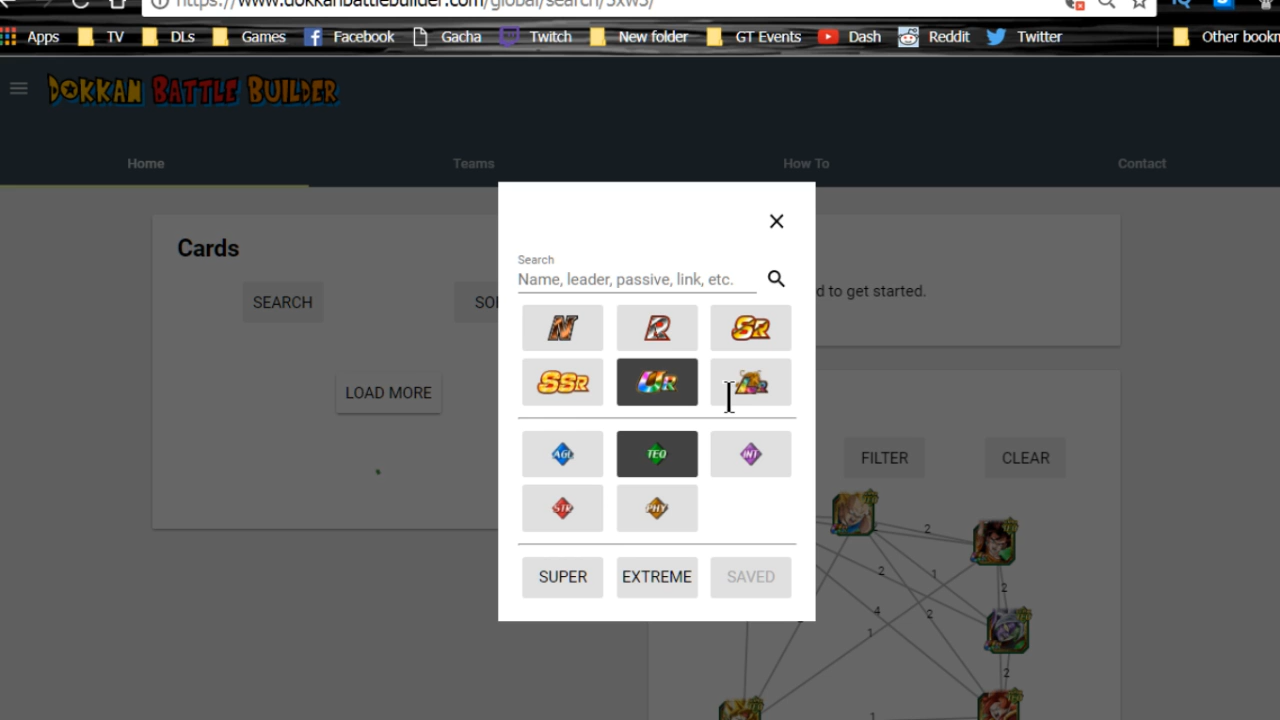 https://www.dokkanbattlebuilder.com/global/search/
Apps TV DLs Games Facebook Gacha Twitch New folder GT Events Dash Reddit Twitter Other bookm
DOKKAN BATTLE BUILDER
Home Teams How To Contact
Cards
Search
SEARCH
Name, leader, passive, link, etc.
d to get started.
N R SR
SSR UR LR
LOAD MORE
AGL TEQ INT
FILTER CLEAR
STR PHY
SUPER EXTREME SAVED
2
2
1
2
4
2
1
2
1